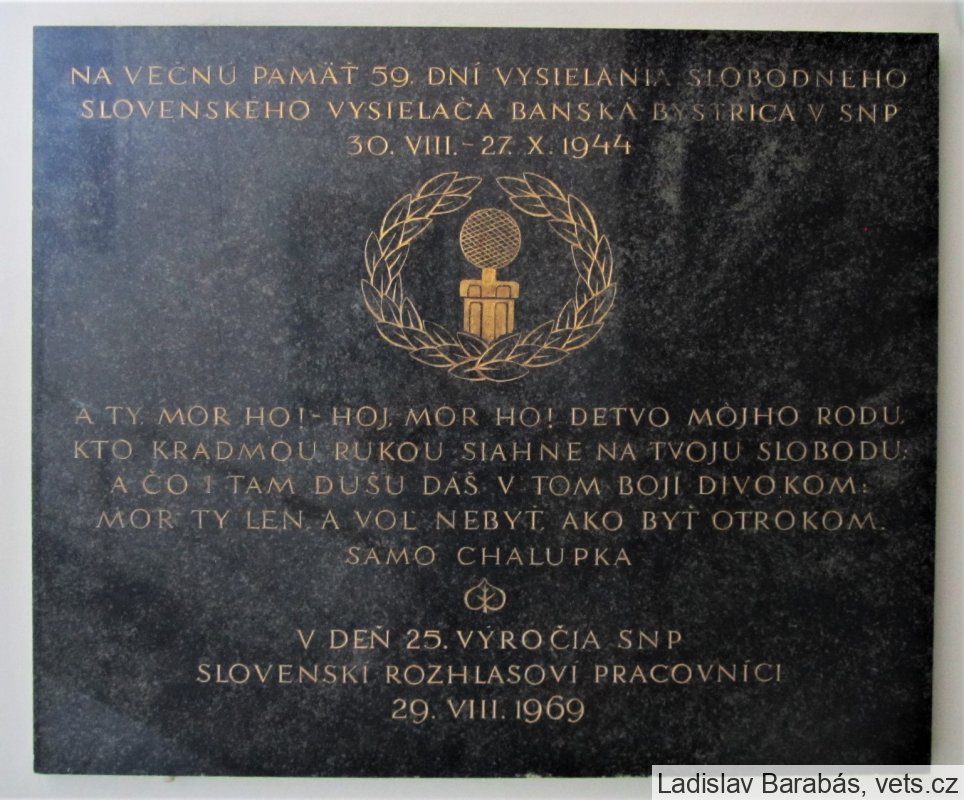 NA VEČNÚ PAMÄŤ 59. DNÍ VYSIELANIA SLOBODNÉHO
SLOVENSKÉHO VYSIELAČA BANSKÁ BYSTRICA V SNP
30. VIII. - 27. X. 1944
A TY, MOR HO! - HOJ, MOR HO! DETVO MÔJHO RODU,
KTO KRADMOU RUKOU SIAHNE NA TVOJU SLOBODU;
A ČO I TAM DUŠU DÁŠ V TOM BOJI DIVOKOM:
MOR TY LEN, A VOĽ NEBYŤ, AKO BYŤ OTROKOM.
SAMO CHALUPKA
V DEŇ 25. VÝROČIA SNP
SLOVENSKÍ ROZHLASOVÍ PRACOVNÍCI
29. VIII. 1969
Ladislav Barabás, vets.cz